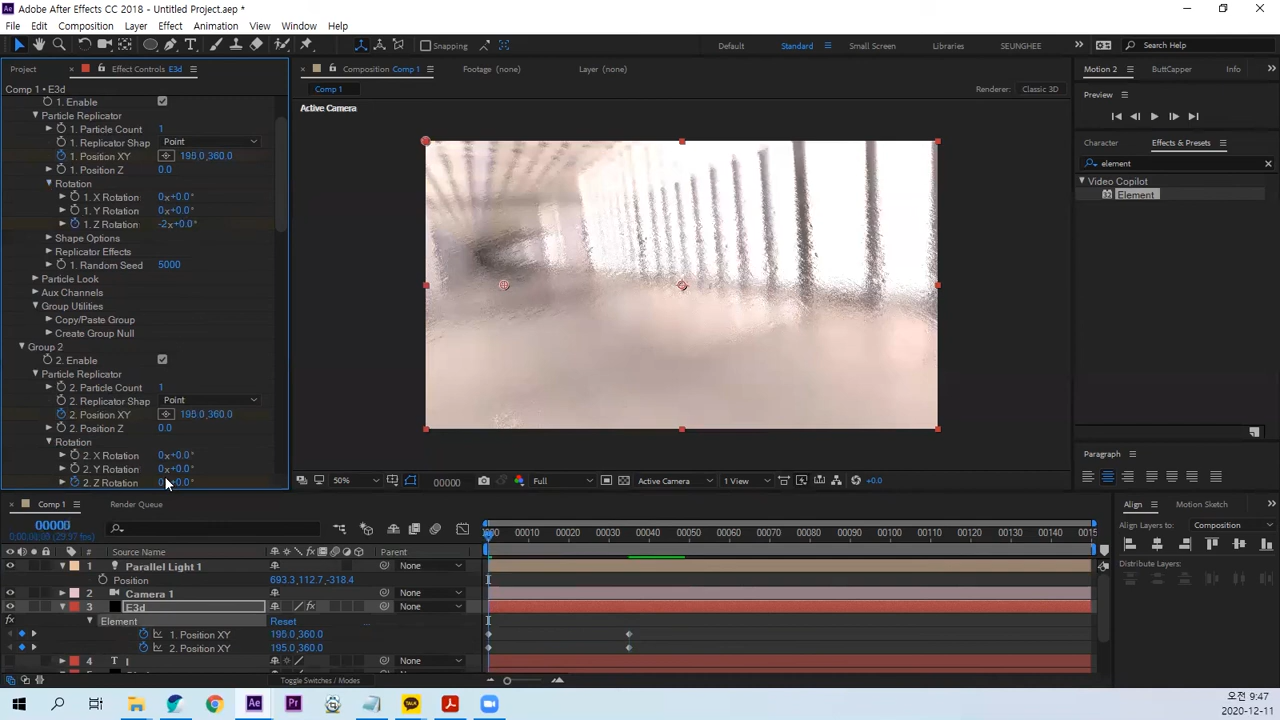 Adobe After Effects CC 2018 - Untitled Project.aep *
File Edit Composition Layer Effect Animation View Window Help
Snapping Default Standard Small Screen Libraries SEUNGHEE Search Help
Project Effect Controls E3d Composition Comp 1 Footage (none) Layer (none) Motion 2 ButtCapper Info
Comp 1 • E3d Comp 1 Renderer: Classic 3D Preview
1. Enable Active Camera
Particle Replicator
1. Particle Count 1
1. Replicator Shap Point Character Effects & Presets
1. Position XY 195.0,360.0 element
1. Position Z 0.0
Rotation Video Copilot
1. X Rotation 0x+0.0° Element
1. Y Rotation 0x+0.0°
1. Z Rotation -2x+0.0°
Shape Options
Replicator Effects
1. Random Seed 5000
Particle Look
Aux Channels
Group Utilities
Copy/Paste Group
Create Group Null
Group 2
2. Enable
Particle Replicator
2. Particle Count 1
2. Replicator Shap Point
2. Position XY 195.0,360.0
2. Position Z 0.0
Rotation
2. X Rotation 0x+0.0° Paragraph
2. Y Rotation 0x+0.0°
2. Z Rotation 50% 00000 Full Active Camera 1 View +0.0
Comp 1 Render Queue Align Motion Sketch
00000
0:00:00:00 (29.97 fps) 00010 00020 00030 00040 00050 00060 00070 00080 00090 00100 00110 00120 00130 00140 0015
Align Layers to: Composition
# Source Name Parent
1 Parallel Light 1 None
Distribute Layers:
Position 693.3,112.7,-318.4
2 Camera 1 None
3 E3d fx None
fx Element Reset
1. Position XY 195.0,360.0
2. Position XY 195.0,360.0
4 T I None
Toggle Switches / Modes
오전 9:47
2020-12-11